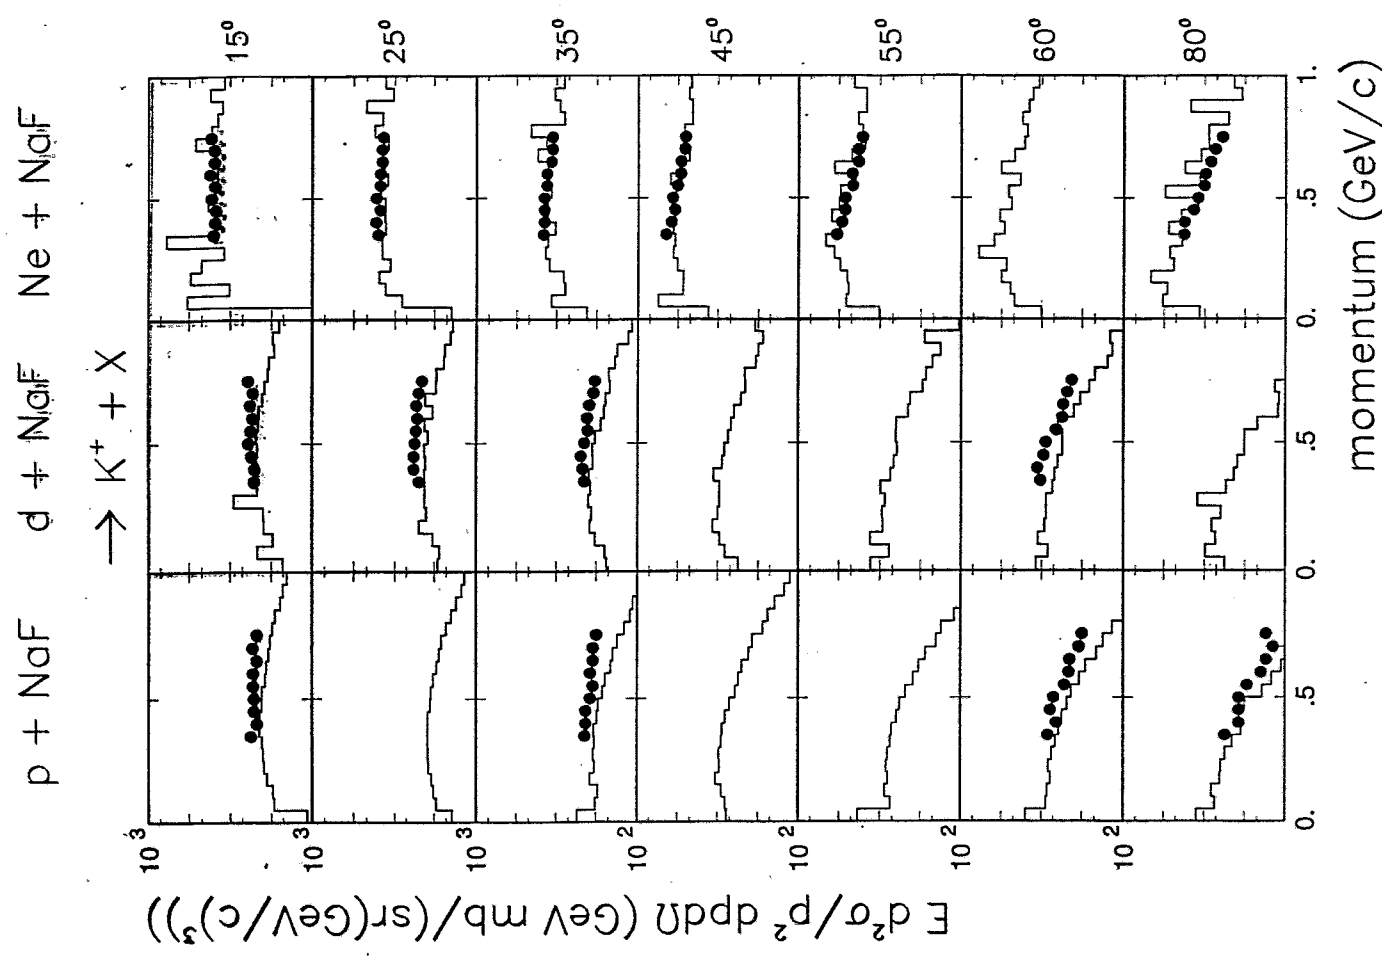 p + NaF d + NaF Ne + NaF
→ K⁺ + X
10³
15°
10³
25°
10³
35°
10²
45°
10²
55°
10²
60°
10²
80°
0. .5 0. .5 0. .5 1.
momentum (GeV/c)
E d²σ/p² dpdΩ (GeV mb/(sr(GeV/c)³))